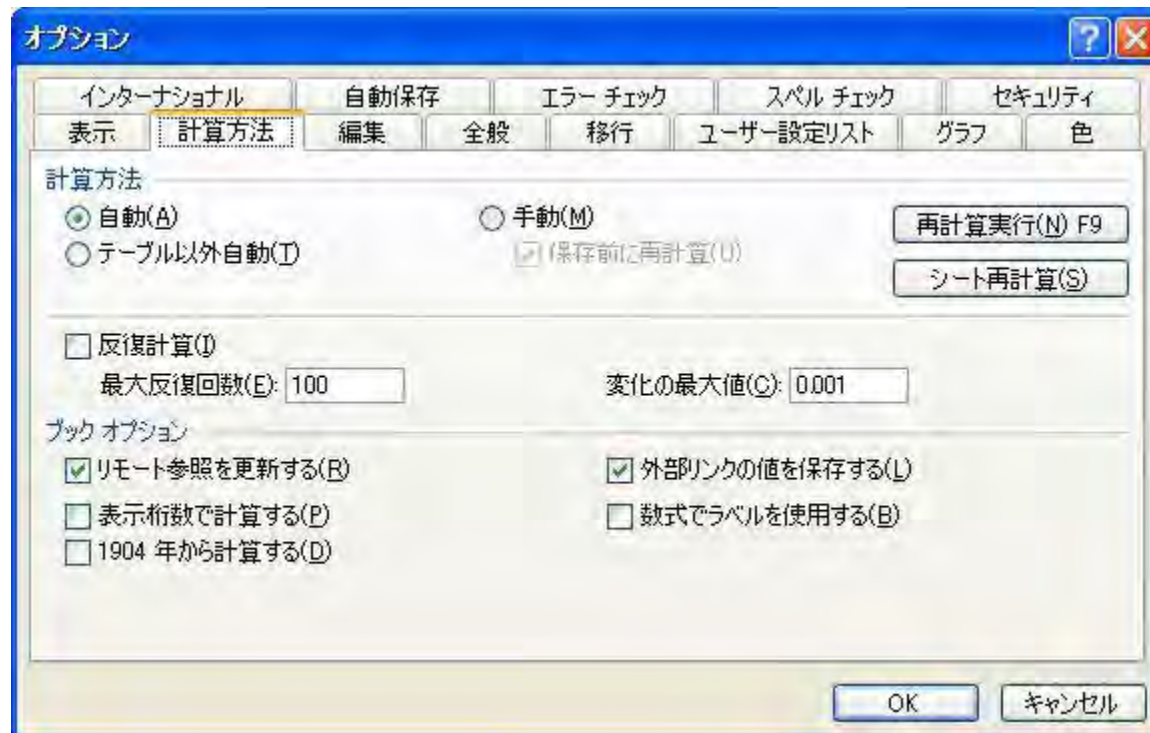 オプション
インターナショナル 自動保存 エラー チェック スペル チェック セキュリティ
表示 計算方法 編集 全般 移行 ユーザー設定リスト グラフ 色
計算方法
自動(A) 手動(M) 再計算実行(N) F9
テーブル以外自動(T) 保存前に再計算(U)
シート再計算(S)
反復計算(I)
最大反復回数(E): 100 変化の最大値(C): 0.001
ブック オプション
リモート参照を更新する(R) 外部リンクの値を保存する(L)
表示桁数で計算する(P) 数式でラベルを使用する(B)
1904 年から計算する(D)
OK キャンセル